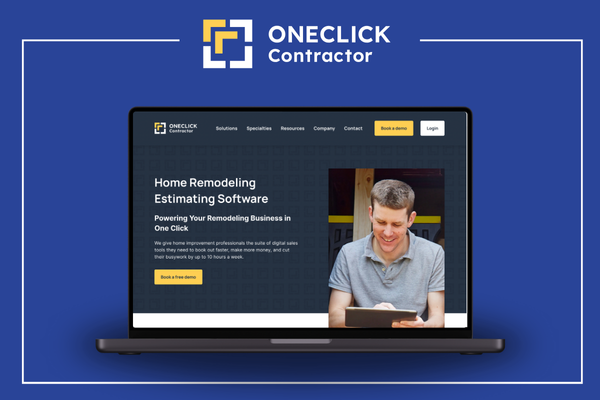 ONECLICK
Contractor
ONECLICK
Contractor
Solutions
Specialties
Resources
Company
Contact
Book a demo
Login
Home Remodeling
Estimating Software
Powering Your Remodeling Business in
One Click
We give home improvement professionals the suite of digital sales
tools they need to book out faster, make more money, and cut
their busywork by up to 10 hours a week.
Book a free demo